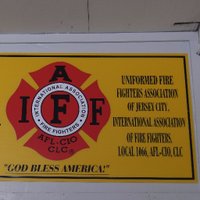 A
INTERNATIONAL ASSOCIATION
I F F
FIRE FIGHTERS
AFL-CIO
CLC
"GOD BLESS AMERICA!"
UNIFORMED FIRE
FIGHTERS ASSOCIATION
OF JERSEY CITY.
INTERNATIONAL ASSOCIATION
OF FIRE FIGHTERS,
LOCAL 1066, AFL-CIO, CLC